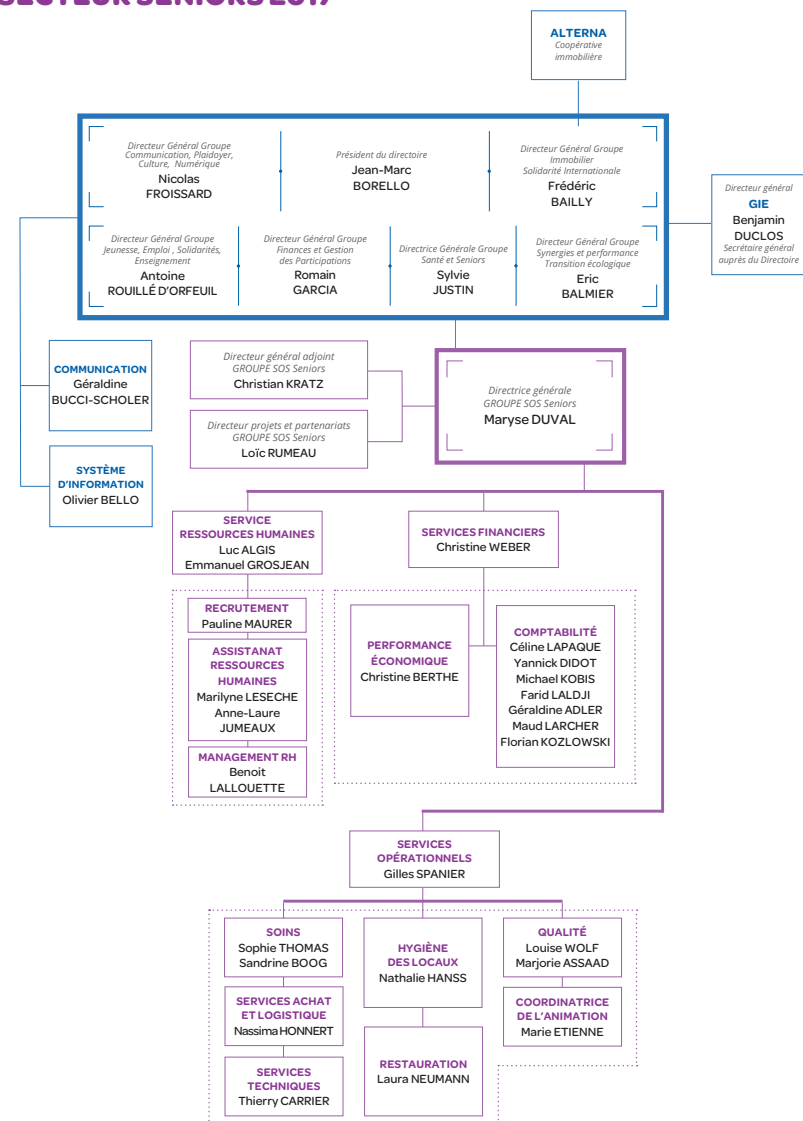 SECTEUR SENIORS 2019
ALTERNA
Coopérative
immobilière
Directeur Général Groupe
Communication, Plaidoyer,
Culture, Numérique
Nicolas
FROISSARD
Président du directoire
Jean-Marc
BORELLO
Directeur Général Groupe
Immobilier
Solidarité Internationale
Frédéric
BAILLY
Directeur général
GIE
Benjamin
DUCLOS
Secrétaire général
auprès du Directoire
Directeur Général Groupe
Jeunesse, Emploi , Solidarités,
Enseignement
Antoine
ROUILLÉ D'ORFEUIL
Directeur Général Groupe
Finances et Gestion
des Participations
Romain
GARCIA
Directrice Générale Groupe
Santé et Seniors
Sylvie
JUSTIN
Directeur Général Groupe
Synergies et performance
Transition écologique
Eric
BALMIER
COMMUNICATION
Géraldine
BUCCI-SCHOLER
SYSTÈME
D'INFORMATION
Olivier BELLO
Directeur général adjoint
GROUPE SOS Seniors
Christian KRATZ
Directeur projets et partenariats
GROUPE SOS Seniors
Loïc RUMEAU
Directrice générale
GROUPE SOS Seniors
Maryse DUVAL
SERVICE
RESSOURCES HUMAINES
Luc ALGIS
Emmanuel GROSJEAN
SERVICES FINANCIERS
Christine WEBER
RECRUTEMENT
Pauline MAURER
ASSISTANAT
RESSOURCES
HUMAINES
Marilyne LESECHE
Anne-Laure
JUMEAUX
MANAGEMENT RH
Benoit
LALLOUETTE
PERFORMANCE
ÉCONOMIQUE
Christine BERTHE
COMPTABILITÉ
Céline LAPAQUE
Yannick DIDOT
Michael KOBIS
Farid LALDJI
Géraldine ADLER
Maud LARCHER
Florian KOZLOWSKI
SERVICES
OPÉRATIONNELS
Gilles SPANIER
SOINS
Sophie THOMAS
Sandrine BOOG
SERVICES ACHAT
ET LOGISTIQUE
Nassima HONNERT
SERVICES
TECHNIQUES
Thierry CARRIER
HYGIÈNE
DES LOCAUX
Nathalie HANSS
RESTAURATION
Laura NEUMANN
QUALITÉ
Louise WOLF
Marjorie ASSAAD
COORDINATRICE
DE L'ANIMATION
Marie ETIENNE